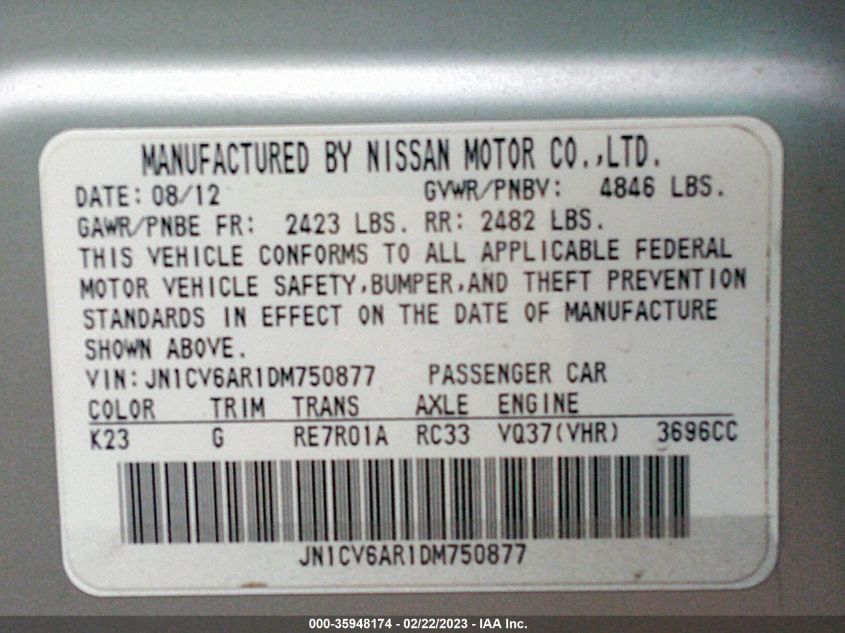 MANUFACTURED BY NISSAN MOTOR CO.,LTD.
DATE: 08/12 GVWR/PNBV: 4846 LBS.
GAWR/PNBE FR: 2423 LBS. RR: 2482 LBS.
THIS VEHICLE CONFORMS TO ALL APPLICABLE FEDERAL
MOTOR VEHICLE SAFETY,BUMPER,AND THEFT PREVENTION
STANDARDS IN EFFECT ON THE DATE OF MANUFACTURE
SHOWN ABOVE.
VIN: JN1CV6AR1DM750877 PASSENGER CAR
COLOR TRIM TRANS AXLE ENGINE
K23 G RE7R01A RC33 VQ37(VHR) 3696CC
JN1CV6AR1DM750877
000-35948174 - 02/22/2023 - IAA Inc.